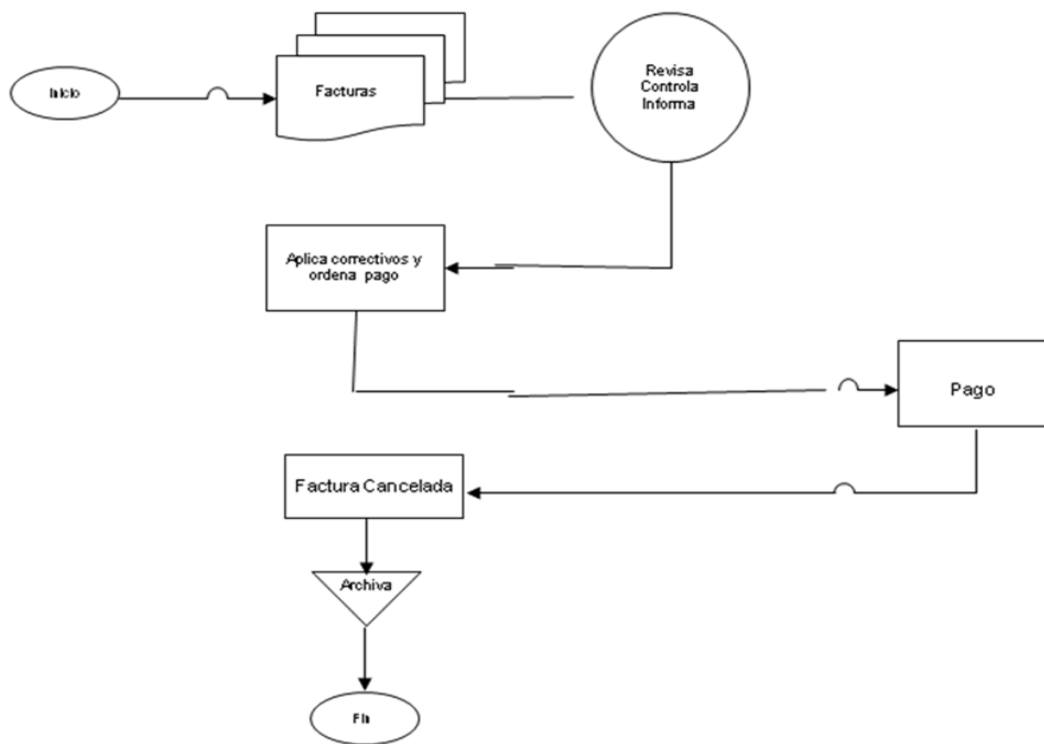 Inicio
Facturas
Revisa
Controla
Informa
Aplica correctivos y
ordena pago
Pago
Factura Cancelada
Archiva
Fin